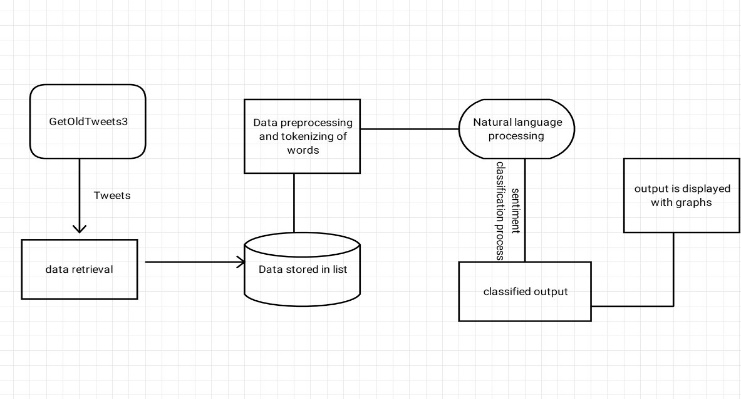 GetOldTweets3
Tweets
data retrieval
Data stored in list
Data preprocessing
and tokenizing of
words
Natural language
processing
sentiment
classification process
classified output
output is displayed
with graphs